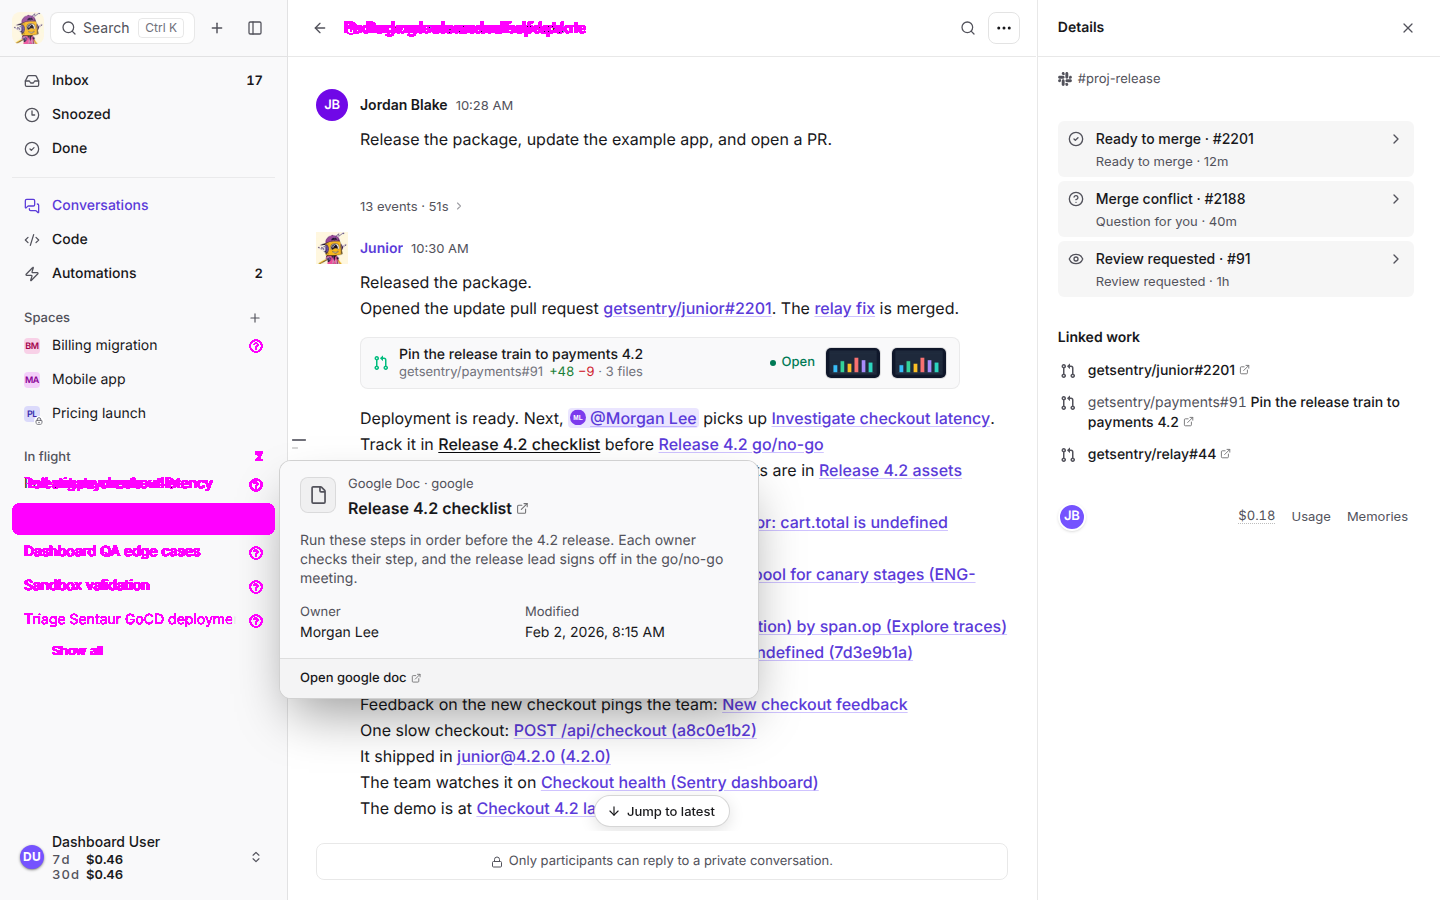 Search
Ctrl K
Inbox
17
Snoozed
Done
Conversations
Code
Automations
2
Spaces
BM
Billing migration
MA
Mobile app
PL
Pricing launch
In flight
Dashboard QA edge cases
Sandbox validation
Triage Sentaur GoCD deployme
Show all
DU
Dashboard User
7d $0.46
30d $0.46
JB
Jordan Blake 10:28 AM
Release the package, update the example app, and open a PR.
13 events · 51s
Junior 10:30 AM
Released the package.
Opened the update pull request getsentry/junior#2201. The relay fix is merged.
Pin the release train to payments 4.2
getsentry/payments#91 +48 −9 · 3 files
Open
Deployment is ready. Next, ML @Morgan Lee picks up Investigate checkout latency.
Track it in Release 4.2 checklist before Release 4.2 go/no-go
s are in Release 4.2 assets
or: cart.total is undefined
ool for canary stages (ENG-
tion) by span.op (Explore traces)
ndefined (7d3e9b1a)
Google Doc · google
Release 4.2 checklist
Run these steps in order before the 4.2 release. Each owner
checks their step, and the release lead signs off in the go/no-go
meeting.
Owner
Modified
Morgan Lee
Feb 2, 2026, 8:15 AM
Open google doc
Feedback on the new checkout pings the team: New checkout feedback
One slow checkout: POST /api/checkout (a8c0e1b2)
It shipped in junior@4.2.0 (4.2.0)
The team watches it on Checkout health (Sentry dashboard)
The demo is at Checkout 4.2 la
Jump to latest
Only participants can reply to a private conversation.
Details
#proj-release
Ready to merge · #2201
Ready to merge · 12m
Merge conflict · #2188
Question for you · 40m
Review requested · #91
Review requested · 1h
Linked work
getsentry/junior#2201
getsentry/payments#91 Pin the release train to
payments 4.2
getsentry/relay#44
JB
$0.18
Usage
Memories